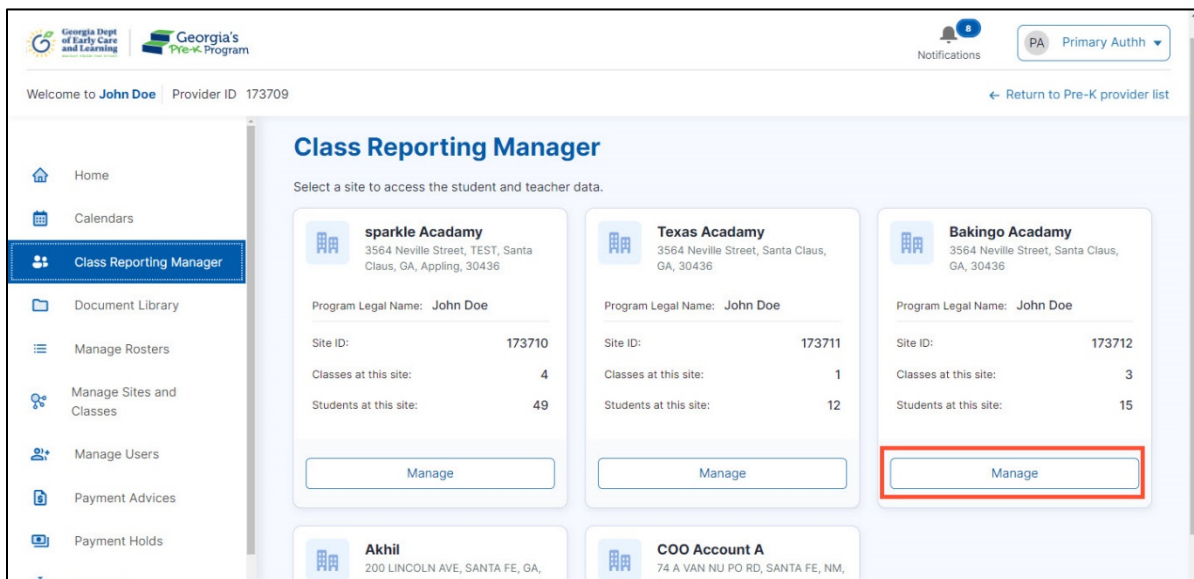 Georgia Dept
of Early Care
and Learning
Georgia's
Pre-K Program
8
Notifications
PA Primary Authh
Welcome to John Doe Provider ID 173709
← Return to Pre-K provider list
Home
Calendars
Class Reporting Manager
Document Library
Manage Rosters
Manage Sites and
Classes
Manage Users
Payment Advices
Payment Holds
Class Reporting Manager
Select a site to access the student and teacher data.
sparkle Acadamy
3564 Neville Street, TEST, Santa
Claus, GA, Appling, 30436
Program Legal Name: John Doe
Site ID: 173710
Classes at this site: 4
Students at this site: 49
Manage
Texas Acadamy
3564 Neville Street, Santa Claus,
GA, 30436
Program Legal Name: John Doe
Site ID: 173711
Classes at this site: 1
Students at this site: 12
Manage
Bakingo Acadamy
3564 Neville Street, Santa Claus,
GA, 30436
Program Legal Name: John Doe
Site ID: 173712
Classes at this site: 3
Students at this site: 15
Manage
Akhil
200 LINCOLN AVE, SANTA FE, GA,
COO Account A
74 A VAN NU PO RD, SANTA FE, NM,